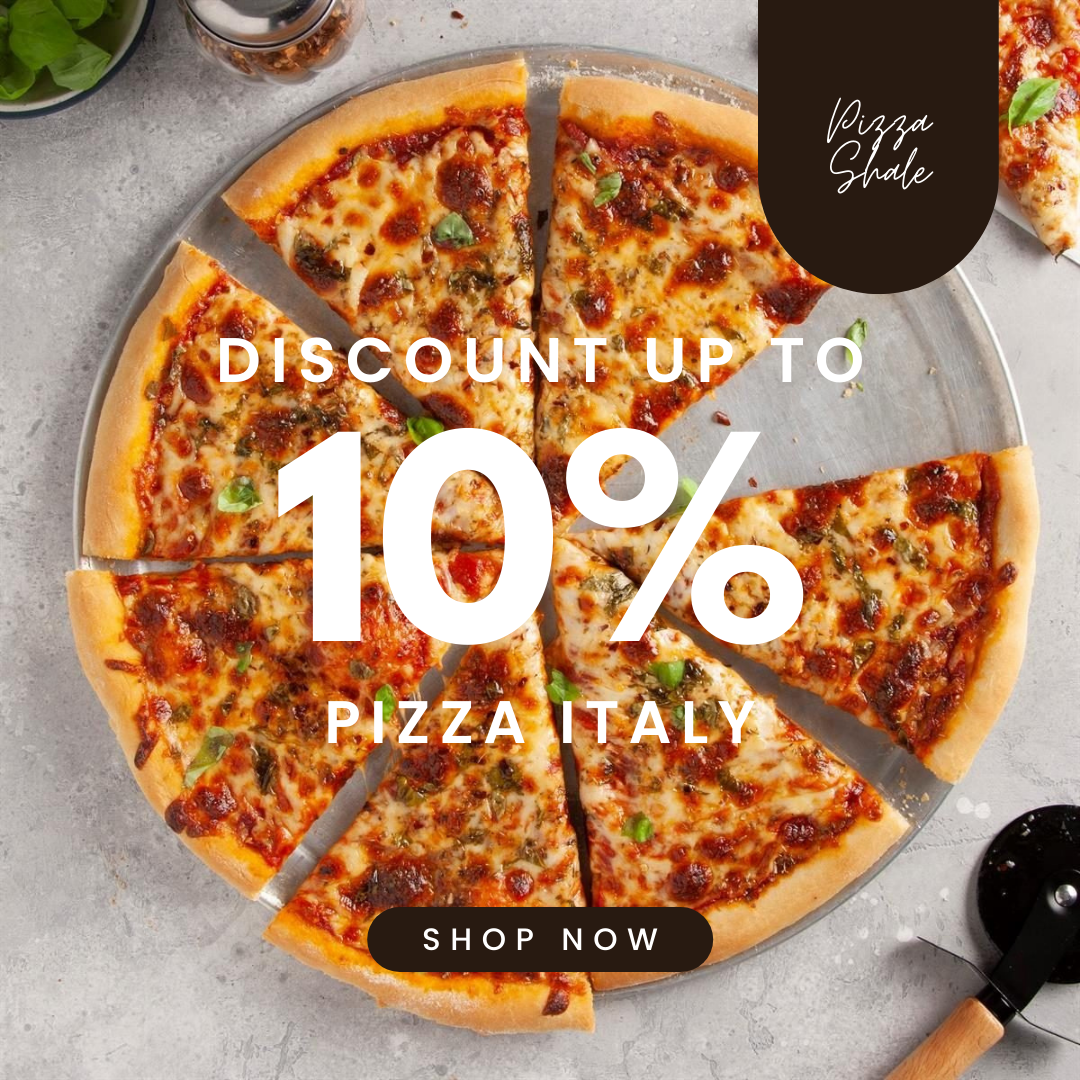 Pizza
Shale
DISCOUNT UP TO
10%
PIZZA ITALY
SHOP NOW